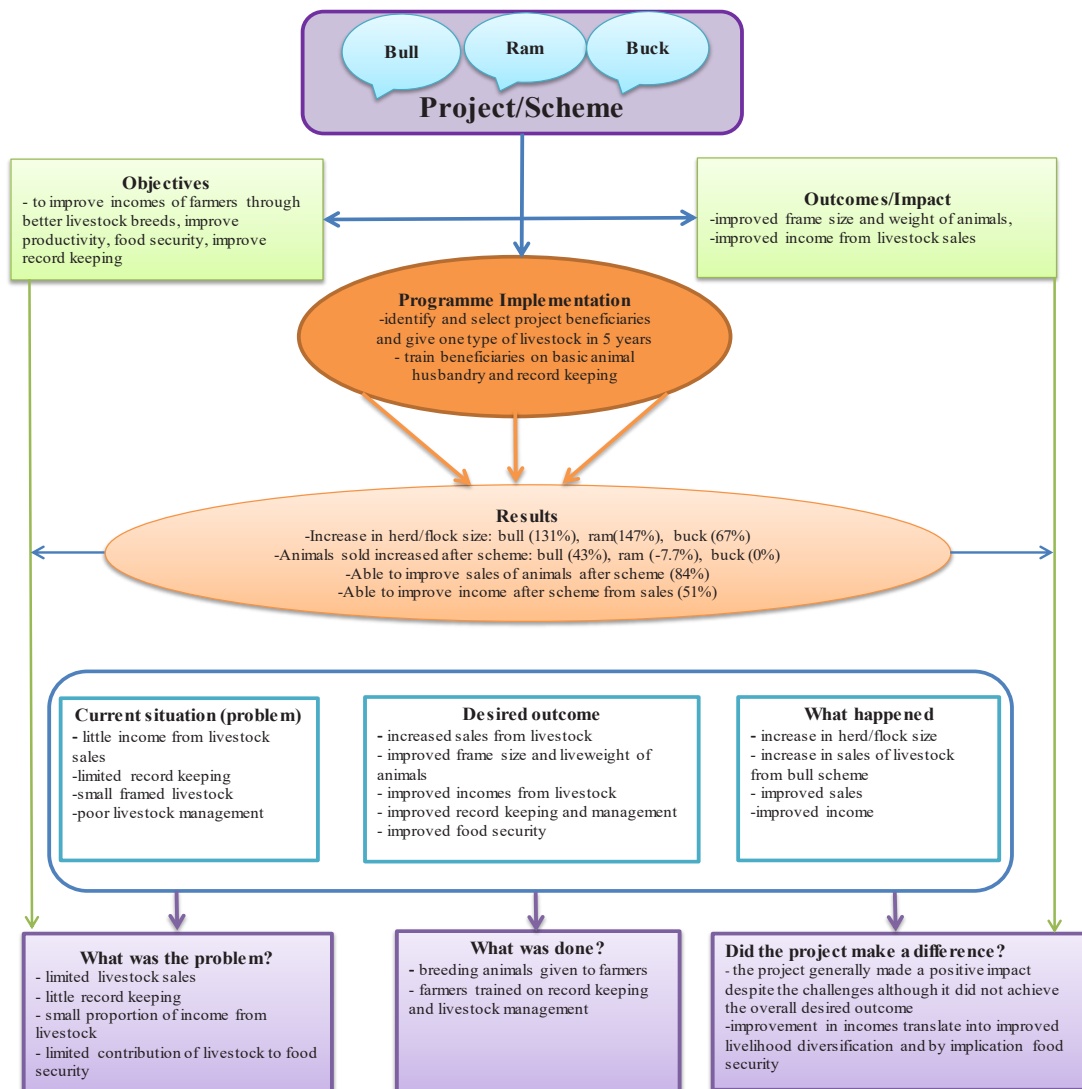 Bull
Ram
Buck
Project/Scheme
Objectives
- to improve incomes of farmers through
better livestock breeds, improve
productivity, food security, improve
record keeping
Outcomes/Impact
-improved frame size and weight of animals,
-improved income from livestock sales
Programme Implementation
-identify and select project beneficiaries
and give one type of livestock in 5 years
- train beneficiaries on basic animal
husbandry and record keeping
Results
-Increase in herd/flock size: bull (131%), ram(147%), buck (67%)
-Animals sold increased after scheme: bull (43%), ram (-7.7%), buck (0%)
-Able to improve sales of animals after scheme (84%)
-Able to improve income after scheme from sales (51%)
Current situation (problem)
- little income from livestock
sales
-limited record keeping
-small framed livestock
-poor livestock management
Desired outcome
- increased sales from livestock
- improved frame size and liveweight of
animals
- improved incomes from livestock
- improved record keeping and management
- improved food security
What happened
- increase in herd/flock size
- increase in sales of livestock
from bull scheme
- improved sales
-improved income
What was the problem?
- limited livestock sales
- little record keeping
- small proportion of income from
livestock
- limited contribution of livestock to food
security
What was done?
- breeding animals given to farmers
- farmers trained on record keeping
and livestock management
Did the project make a difference?
- the project generally made a positive impact
despite the challenges although it did not achieve
the overall desired outcome
-improvement in incomes translate into improved
livelihood diversification and by implication food
security